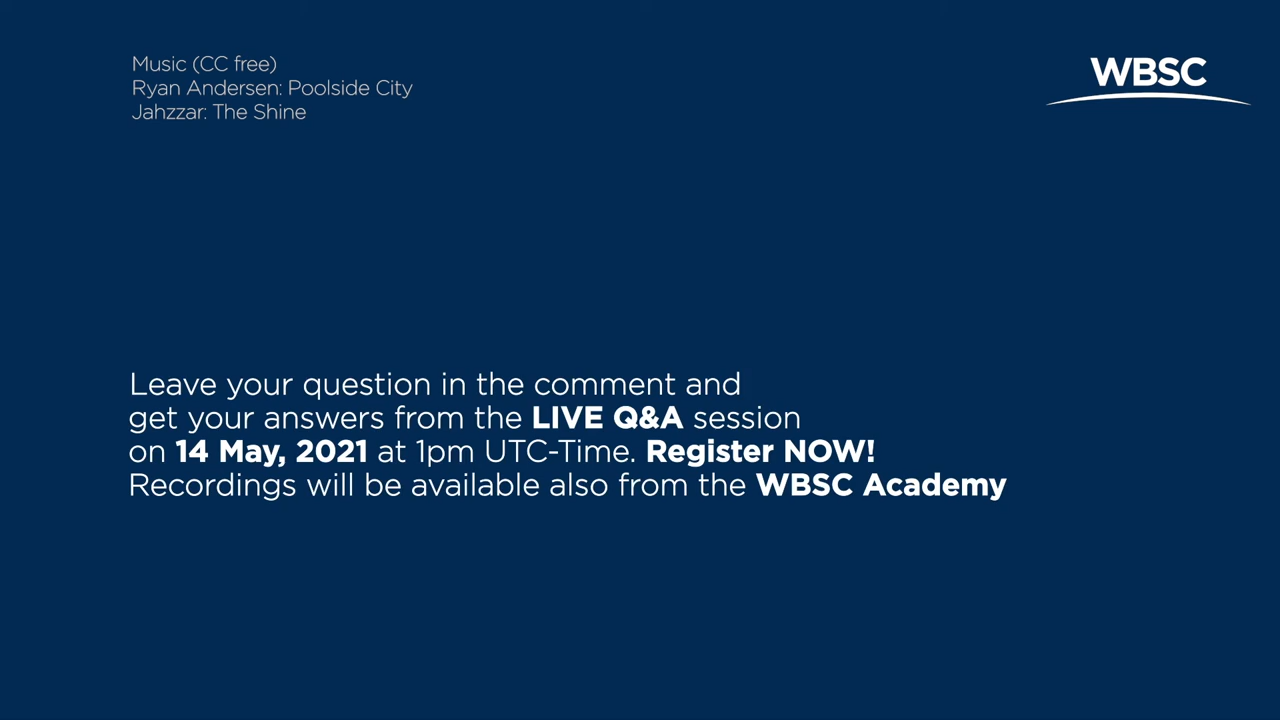 Music (CC free)
Ryan Andersen: Poolside City
Jahzzar: The Shine
WBSC
Leave your question in the comment and
get your answers from the LIVE Q&A session
on 14 May, 2021 at 1pm UTC-Time. Register NOW!
Recordings will be available also from the WBSC Academy